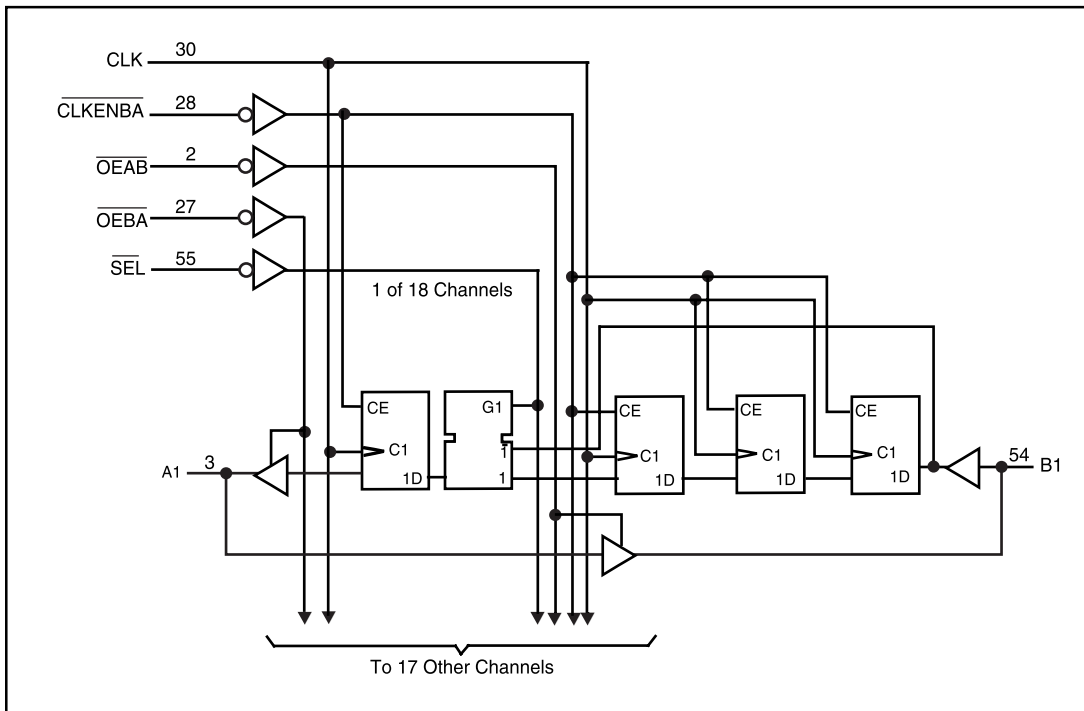 CLK 30
CLKENBA 28
OEAB 2
OEBA 27
SEL 55
1 of 18 Channels
CE
C1
1D
G1
1
1
CE
C1
1D
CE
C1
1D
CE
C1
1D
A1 3
54 B1
To 17 Other Channels